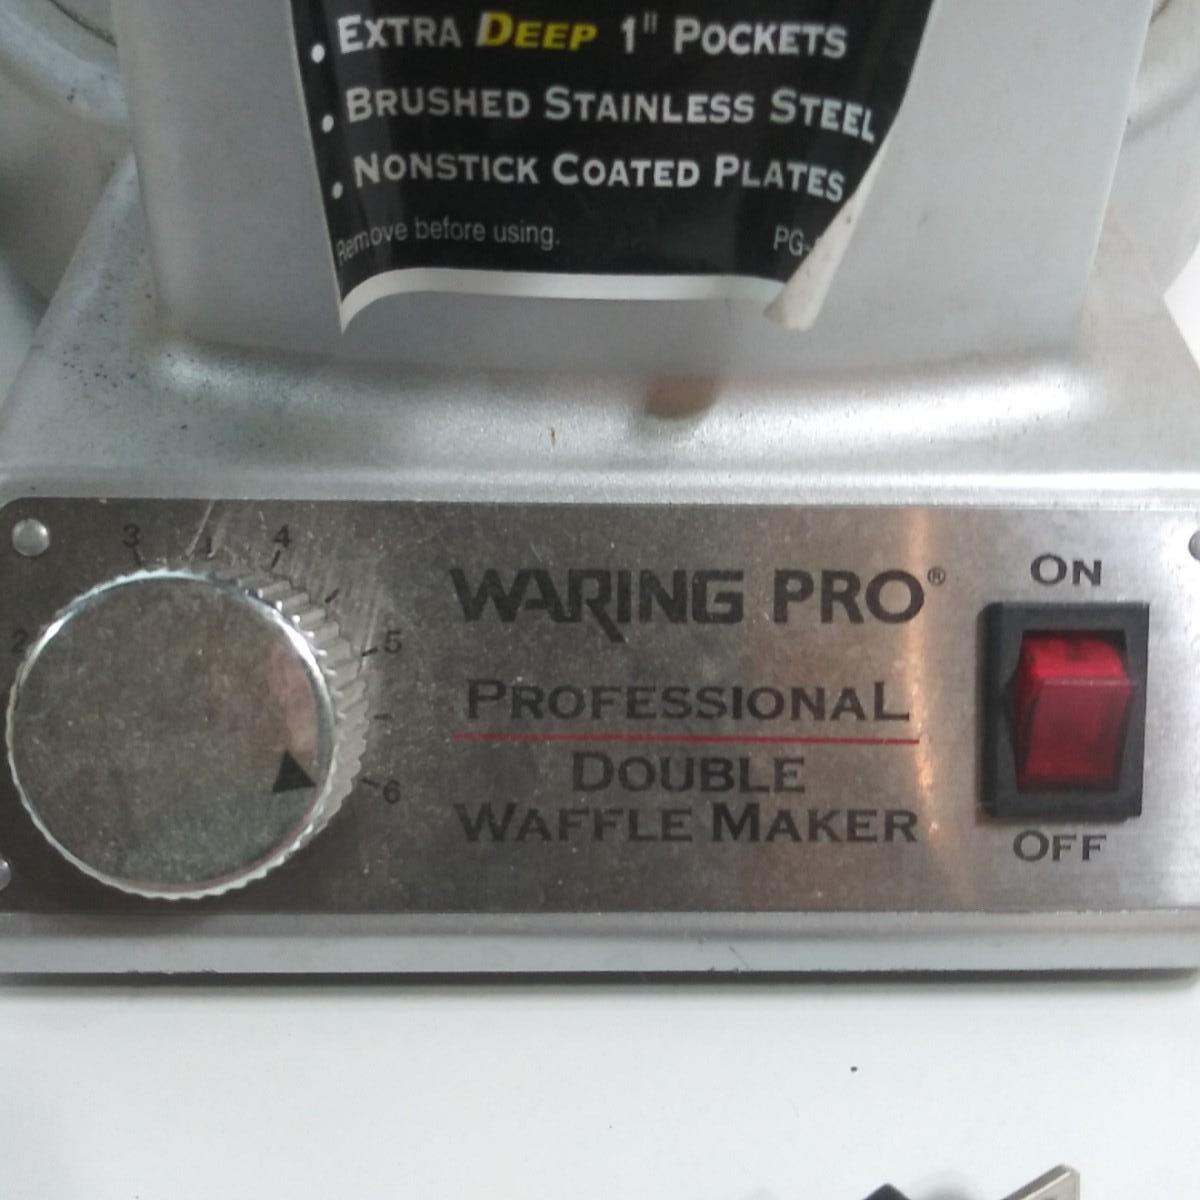 • EXTRA DEEP 1" POCKETS
• BRUSHED STAINLESS STEEL
• NONSTICK COATED PLATES
Remove before using.
PG-
3
4
2
5
6
WARING PRO®
PROFESSIONAL
DOUBLE
WAFFLE MAKER
ON
OFF